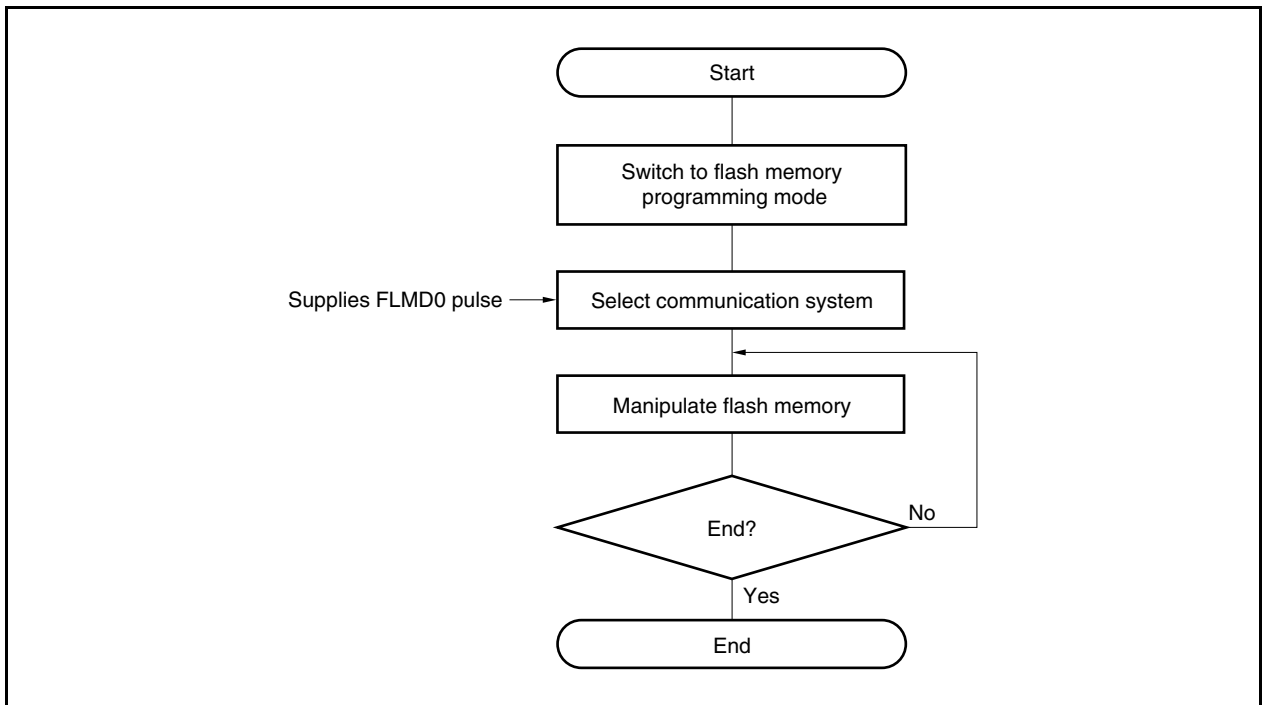 Start
Switch to flash memory
programming mode
Supplies FLMD0 pulse
Select communication system
Manipulate flash memory
End?
No
Yes
End